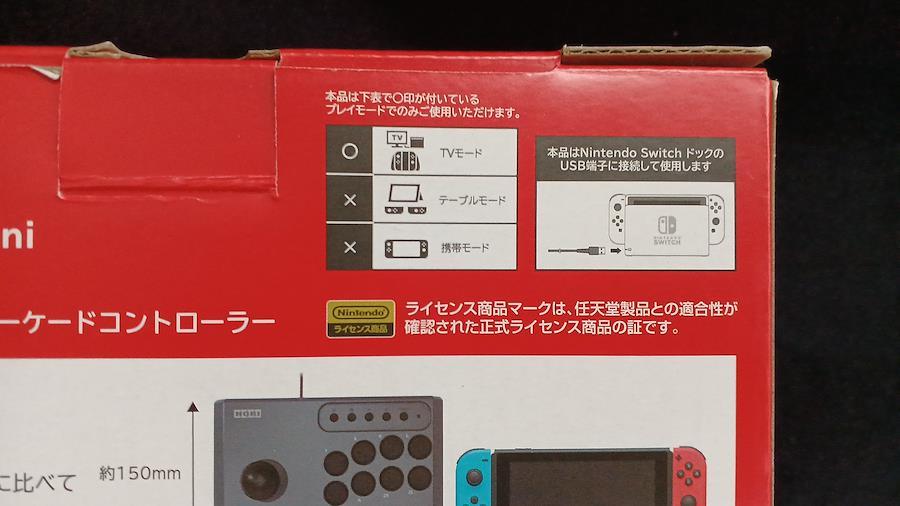 本品は下表で〇印が付いている
プレイモードでのみご使用いただけます。
TV
TVモード
テーブルモード
携帯モード
本品はNintendo Switch ドックの
USB端子に接続して使用します
NINTENDO
SWITCH
ni
ーケードコントローラー
Nintendo
ライセンス商品
ライセンス商品マークは、任天堂製品との適合性が
確認された正式ライセンス商品の証です。
HORI
に比べて
約150mm